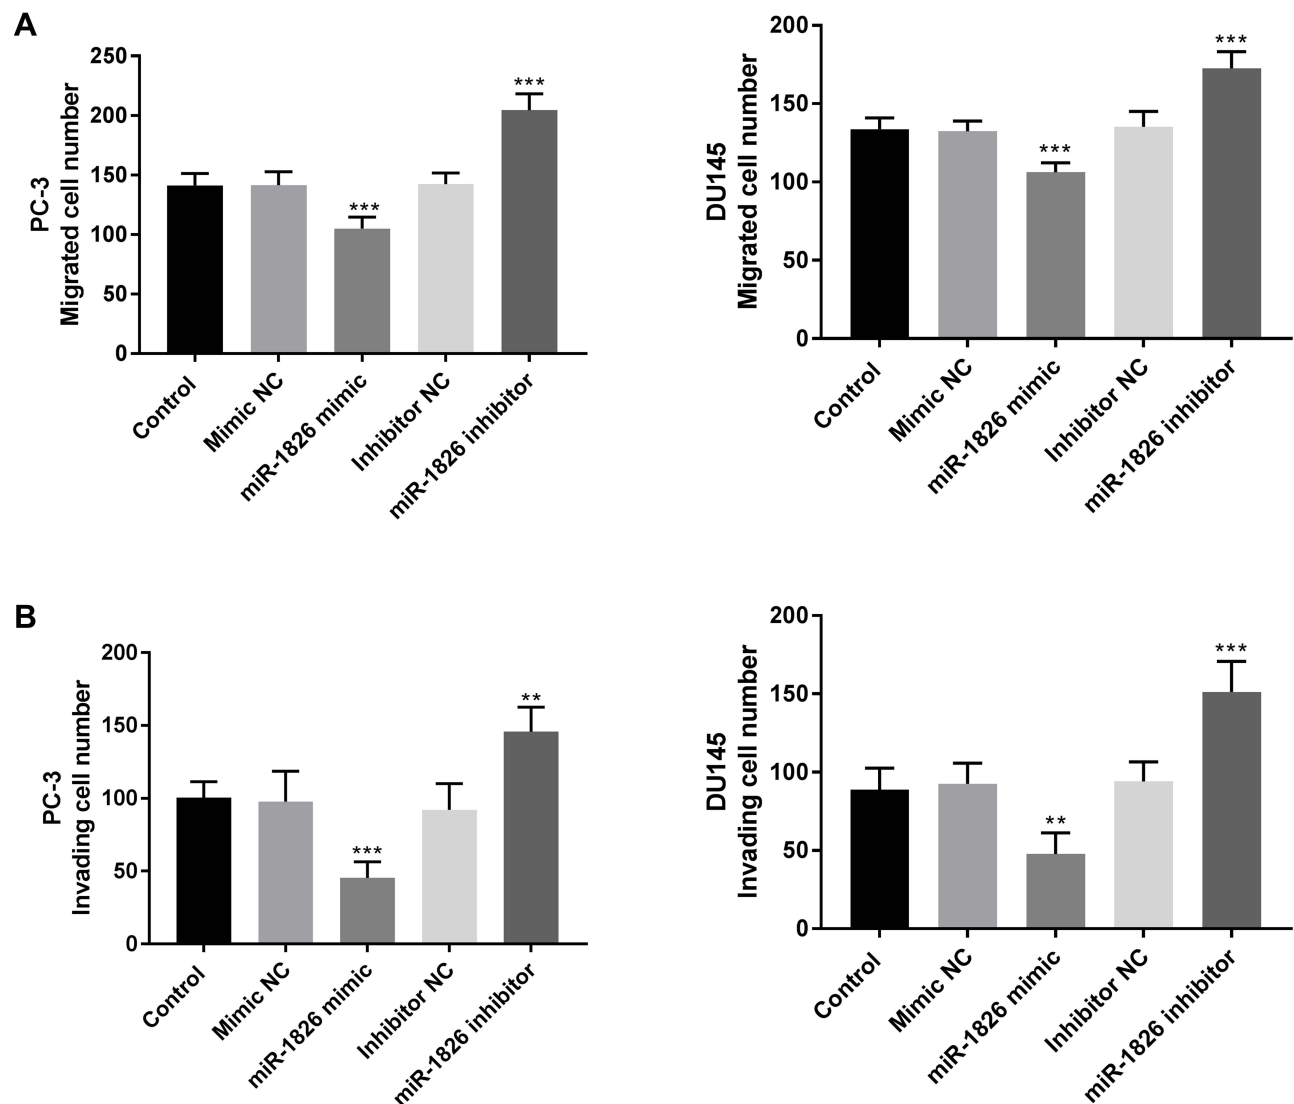 A
PC-3
Migrated cell number
250
200
150
100
50
0
***
***
Control
Mimic NC
miR-1826 mimic
Inhibitor NC
miR-1826 inhibitor
DU145
Migrated cell number
200
150
100
50
0
***
***
Control
Mimic NC
miR-1826 mimic
Inhibitor NC
miR-1826 inhibitor
B
PC-3
Invading cell number
200
150
100
50
0
***
**
Control
Mimic NC
miR-1826 mimic
Inhibitor NC
miR-1826 inhibitor
DU145
Invading cell number
200
150
100
50
0
**
***
Control
Mimic NC
miR-1826 mimic
Inhibitor NC
miR-1826 inhibitor